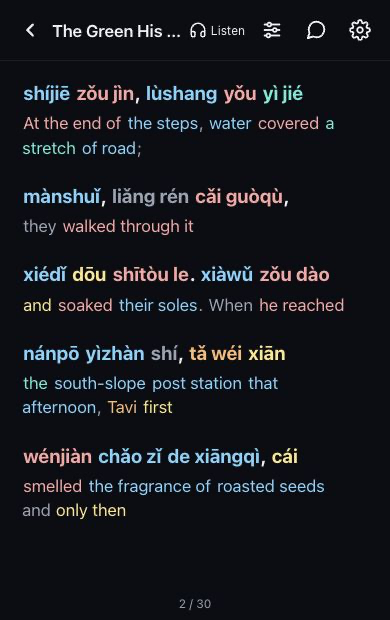 The Green His ... Listen
shíjiē zǒu jìn, lùshang yǒu yì jié
At the end of the steps, water covered a
stretch of road;
mànshuǐ, liǎng rén cǎi guòqù,
they walked through it
xiédǐ dōu shītòu le. xiàwǔ zǒu dào
and soaked their soles. When he reached
nánpō yìzhàn shí, tǎ wéi xiān
the south-slope post station that
afternoon, Tavi first
wénjiàn chǎo zǐ de xiāngqì, cái
smelled the fragrance of roasted seeds
and only then
2 / 30